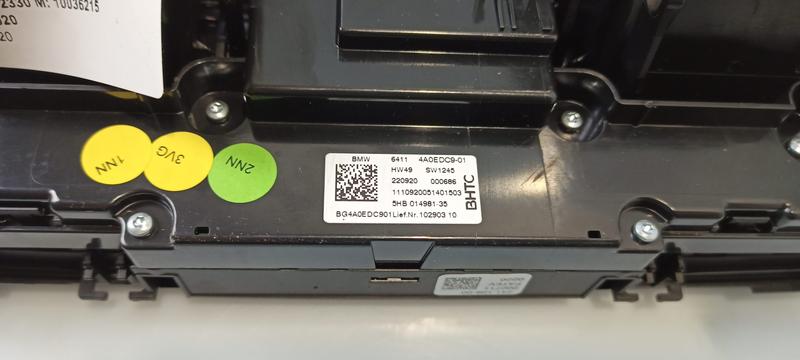 2330 M: 10036215
020
20
1NN
3VG
2NN
BMW 6411 4A0EDC9-01
HW49 SW1245
220920 000686
1110920051401503
5HB 014981-35
BG4A0EDC901Lief.Nr. 102903 10
BHTC